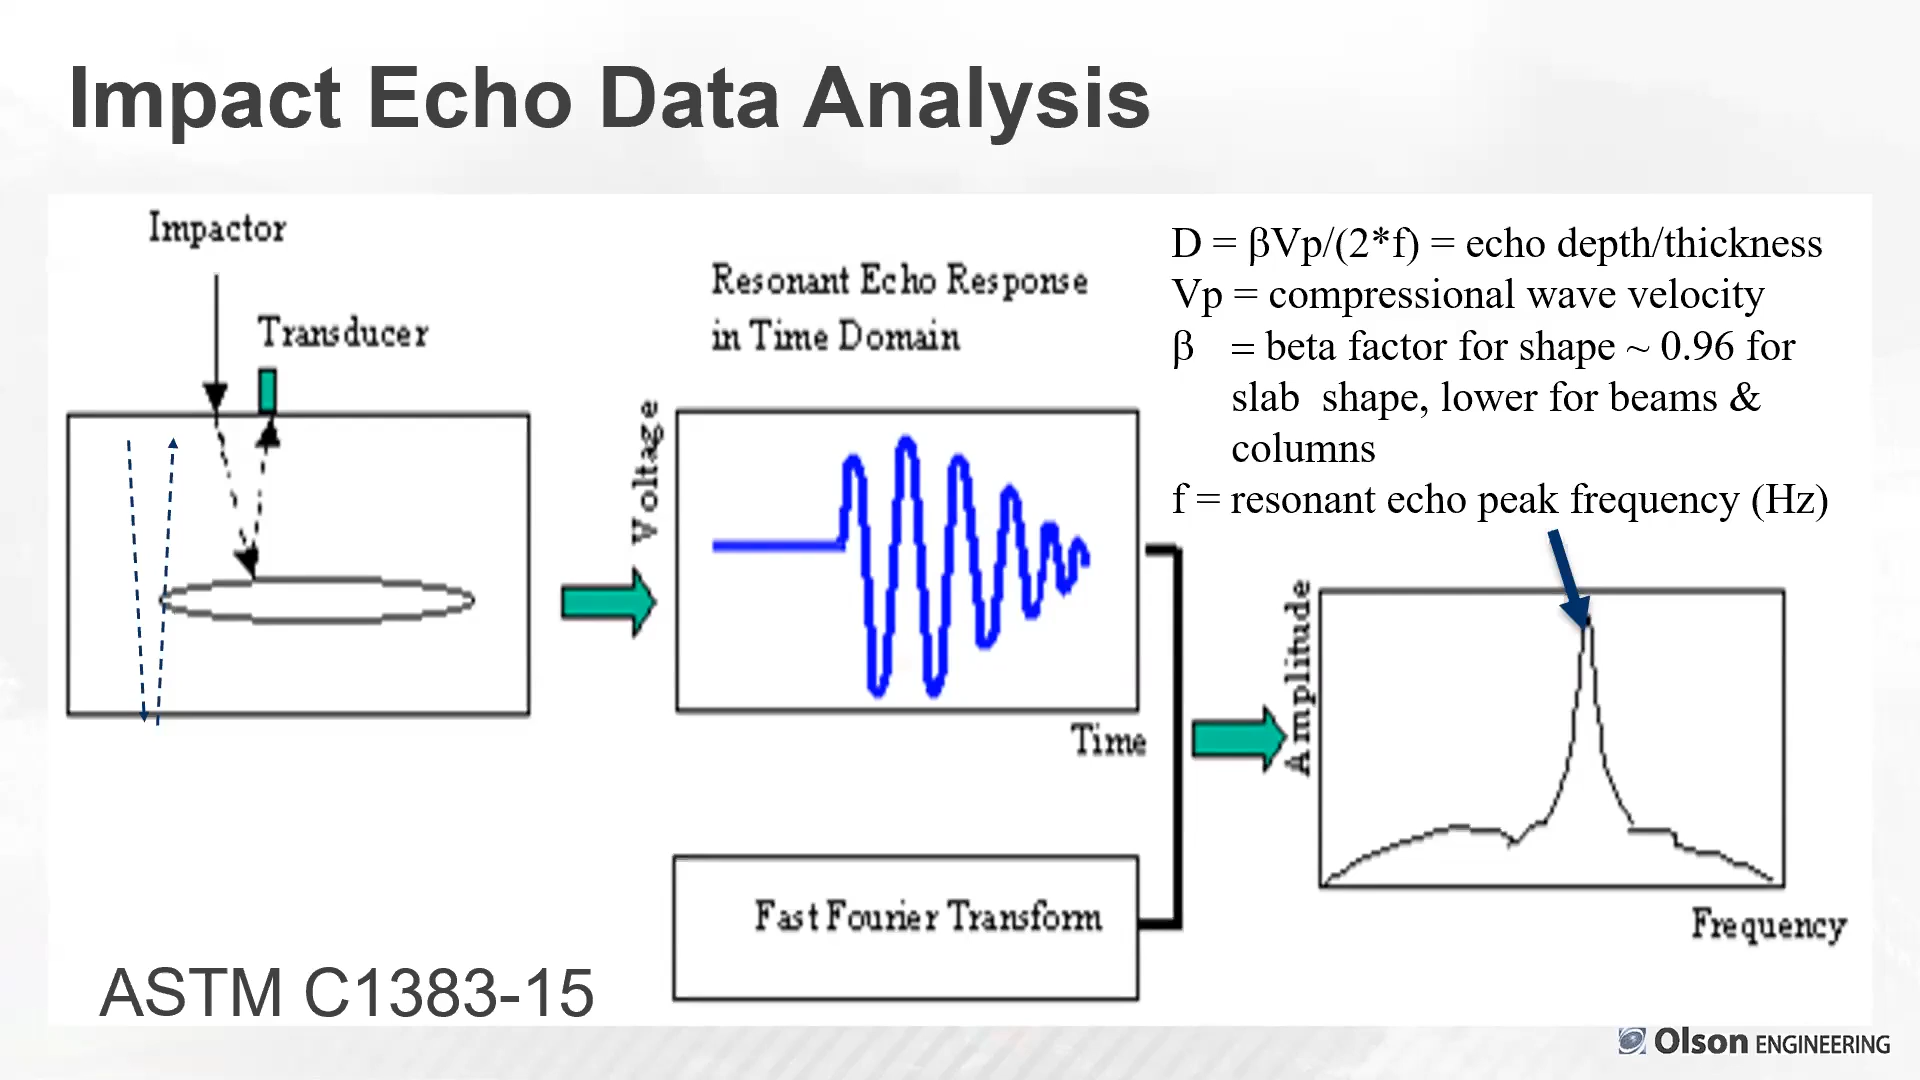 Impact Echo Data Analysis
Impactor
Transducer
Resonant Echo Response
in Time Domain
Voltage
Time
Fast Fourier Transform
D = βVp/(2*f) = echo depth/thickness
Vp = compressional wave velocity
β = beta factor for shape ~ 0.96 for
slab shape, lower for beams &
columns
f = resonant echo peak frequency (Hz)
Amplitude
Frequency
ASTM C1383-15
Olson ENGINEERING